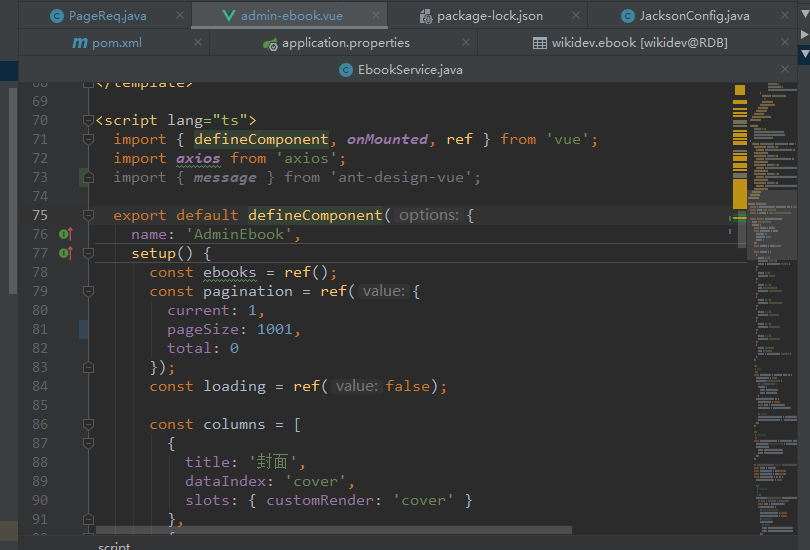 PageReq.java
admin-ebook.vue
package-lock.json
JacksonConfig.java
pom.xml
application.properties
wikidev.ebook [wikidev@RDB]
EbookService.java
68 </template>
69
70 <script lang="ts">
71 import { defineComponent, onMounted, ref } from 'vue';
72 import axios from 'axios';
73 import { message } from 'ant-design-vue';
74
75 export default defineComponent( options: {
76 name: 'AdminEbook',
77 setup() {
78 const ebooks = ref();
79 const pagination = ref( value: {
80 current: 1,
81 pageSize: 1001,
82 total: 0
83 });
84 const loading = ref( value: false);
85
86 const columns = [
87 {
88 title: '封面',
89 dataIndex: 'cover',
90 slots: { customRender: 'cover' }
91 },
script